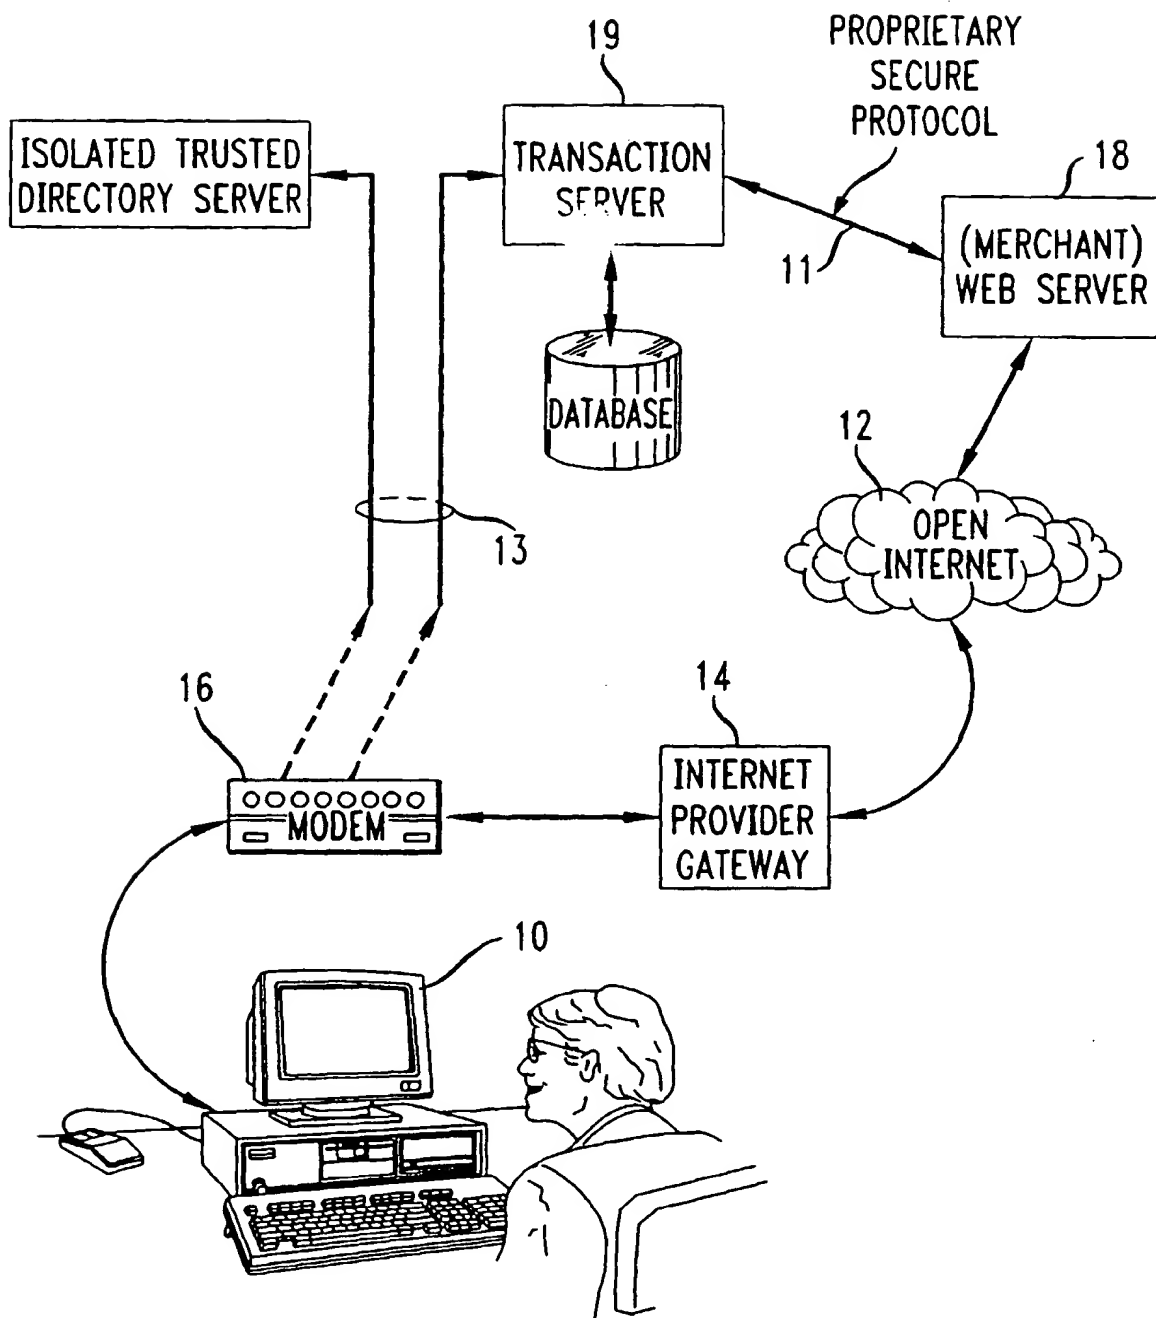 19
PROPRIETARY
SECURE
PROTOCOL
ISOLATED TRUSTED
DIRECTORY SERVER
TRANSACTION
SERVER
18
11
(MERCHANT)
WEB SERVER
DATABASE
12
OPEN
INTERNET
13
16
14
MODEM
INTERNET
PROVIDER
GATEWAY
10